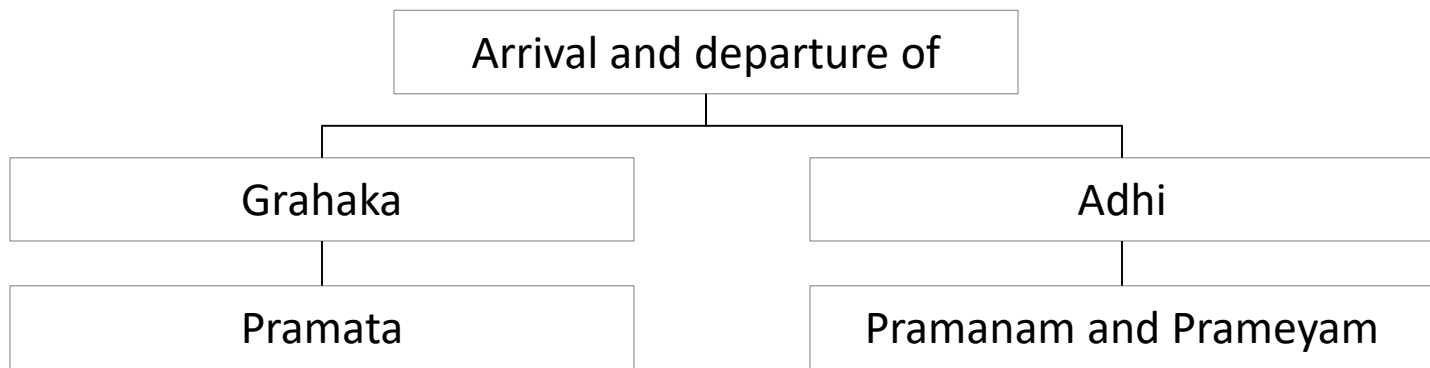 Arrival and departure of
Grahaka
Adhi
Pramata
Pramanam and Prameyam